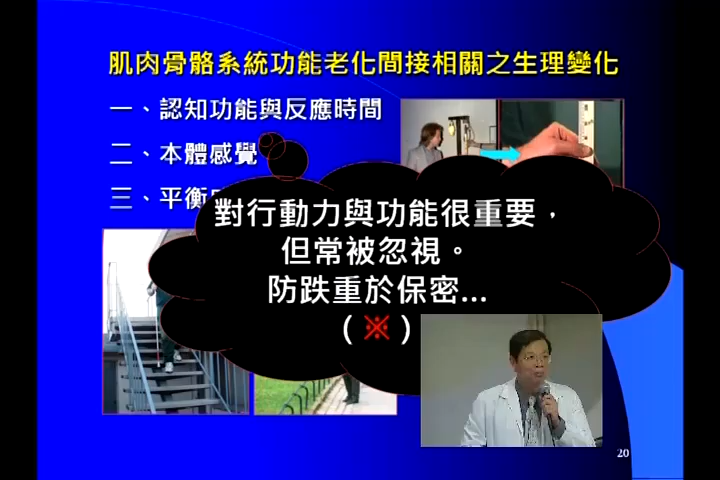 肌肉骨骼系統功能老化間接相關之生理變化
一、認知功能與反應時間
二、本體感覺
三、平衡
對行動力與功能很重要，
但常被忽視。
防跌重於保密...
（※）
20